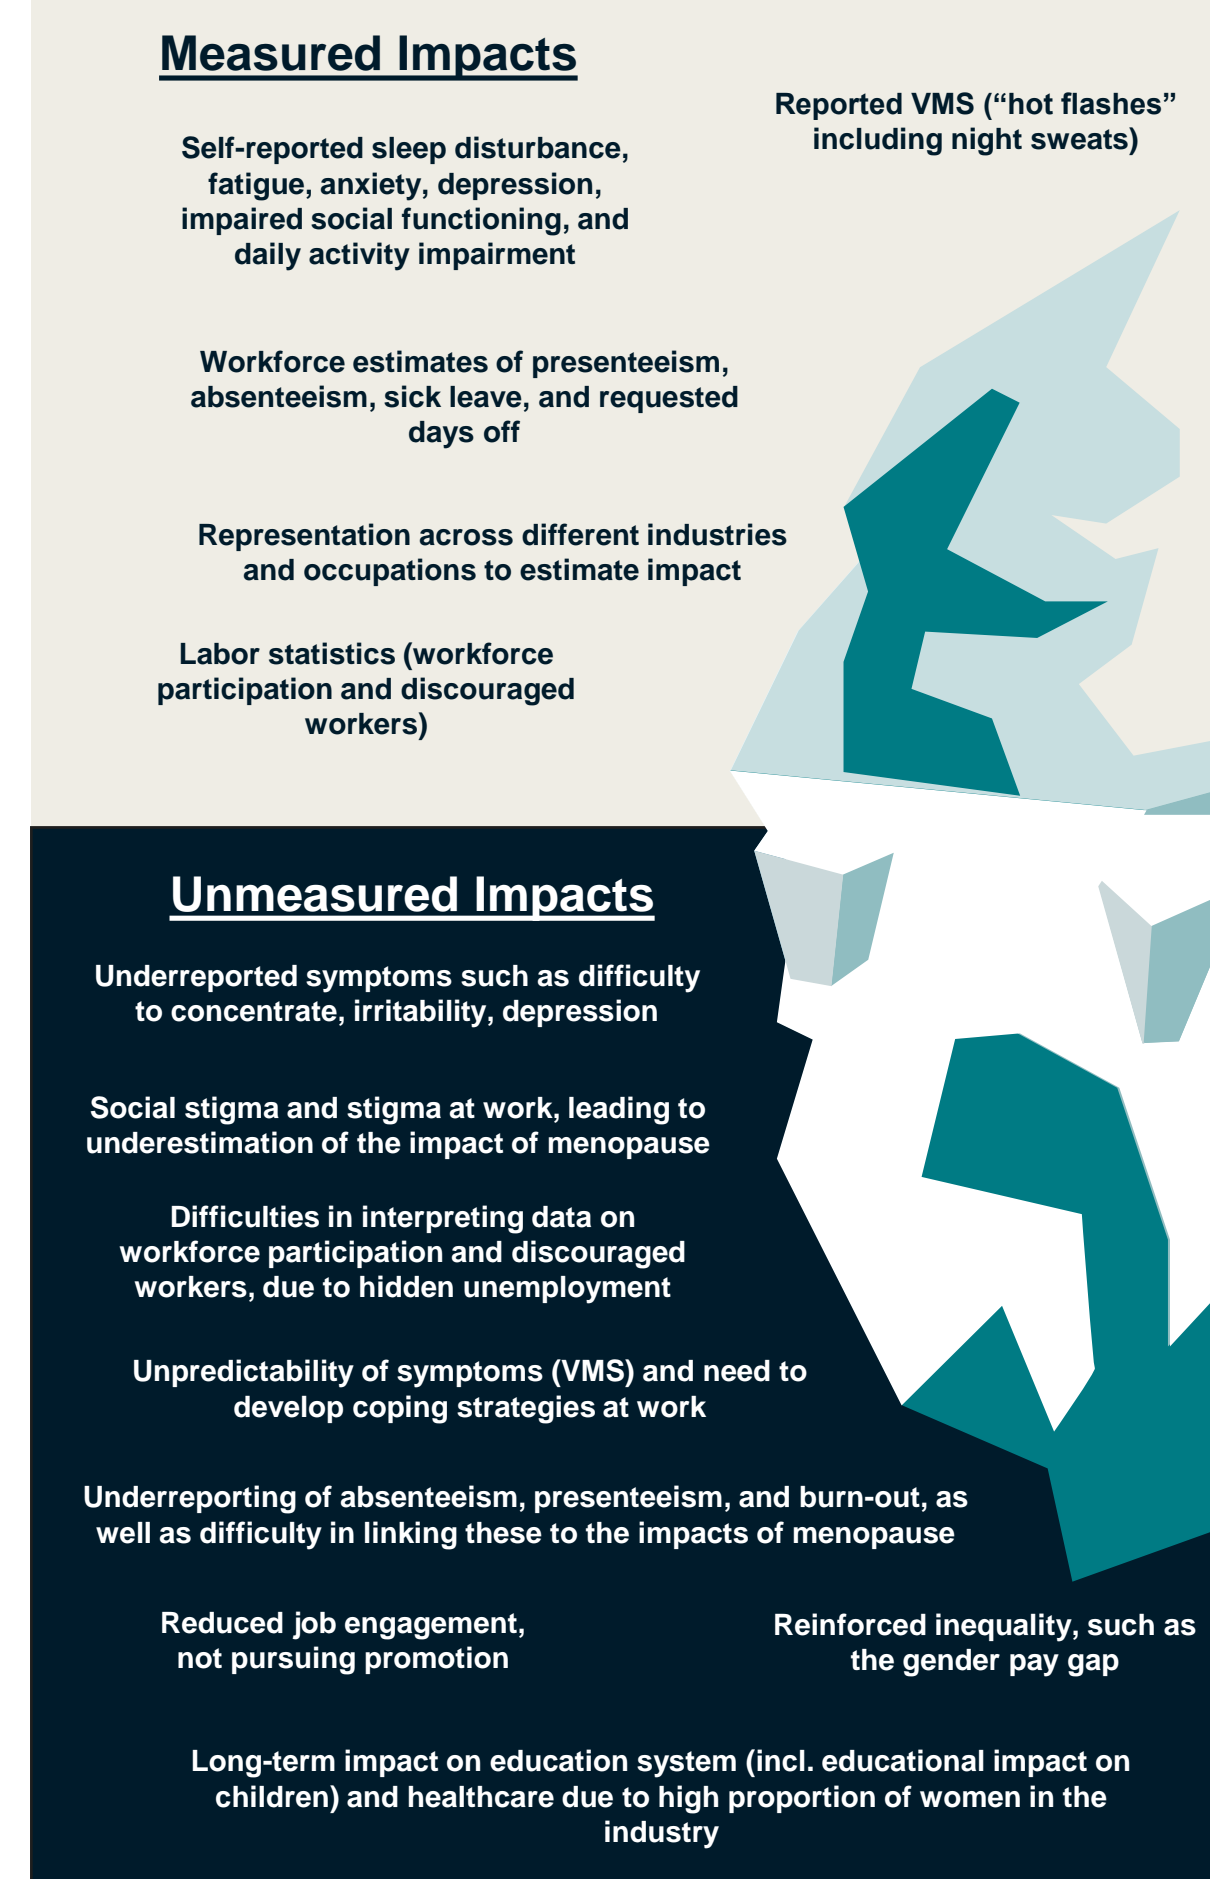 Measured Impacts
Reported VMS (“hot flashes”
including night sweats)
Self-reported sleep disturbance,
fatigue, anxiety, depression,
impaired social functioning, and
daily activity impairment
Workforce estimates of presenteeism,
absenteeism, sick leave, and requested
days off
Representation across different industries
and occupations to estimate impact
Labor statistics (workforce
participation and discouraged
workers)
Unmeasured Impacts
Underreported symptoms such as difficulty
to concentrate, irritability, depression
Social stigma and stigma at work, leading to
underestimation of the impact of menopause
Difficulties in interpreting data on
workforce participation and discouraged
workers, due to hidden unemployment
Unpredictability of symptoms (VMS) and need to
develop coping strategies at work
Underreporting of absenteeism, presenteeism, and burn-out, as
well as difficulty in linking these to the impacts of menopause
Reduced job engagement,
not pursuing promotion
Reinforced inequality, such as
the gender pay gap
Long-term impact on education system (incl. educational impact on
children) and healthcare due to high proportion of women in the
industry